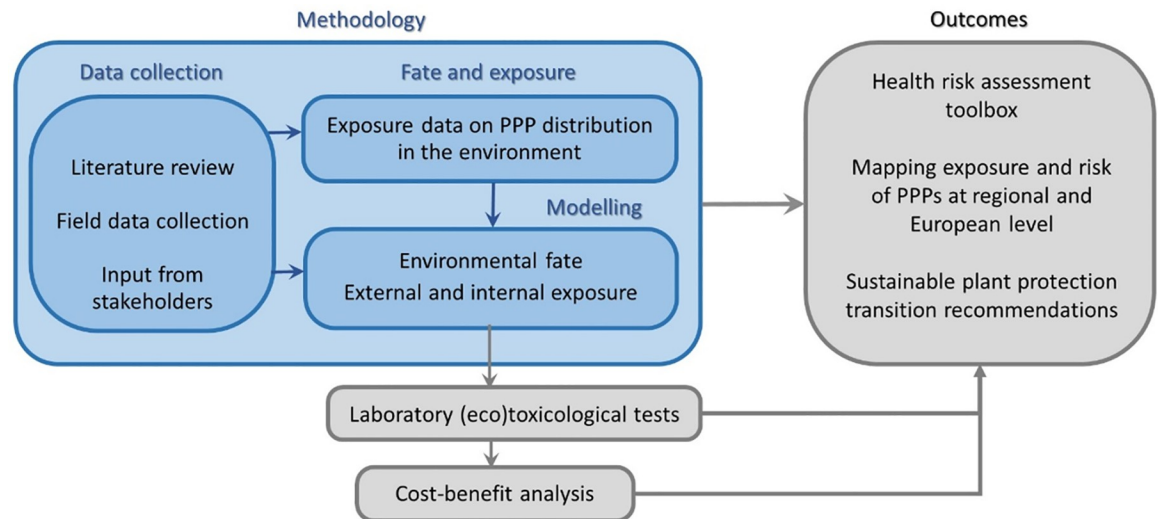 Methodology
Outcomes
Data collection
Fate and exposure
Literature review
Field data collection
Input from
stakeholders
Exposure data on PPP distribution
in the environment
Modelling
Environmental fate
External and internal exposure
Health risk assessment
toolbox
Mapping exposure and risk
of PPPs at regional and
European level
Sustainable plant protection
transition recommendations
Laboratory (eco)toxicological tests
Cost-benefit analysis